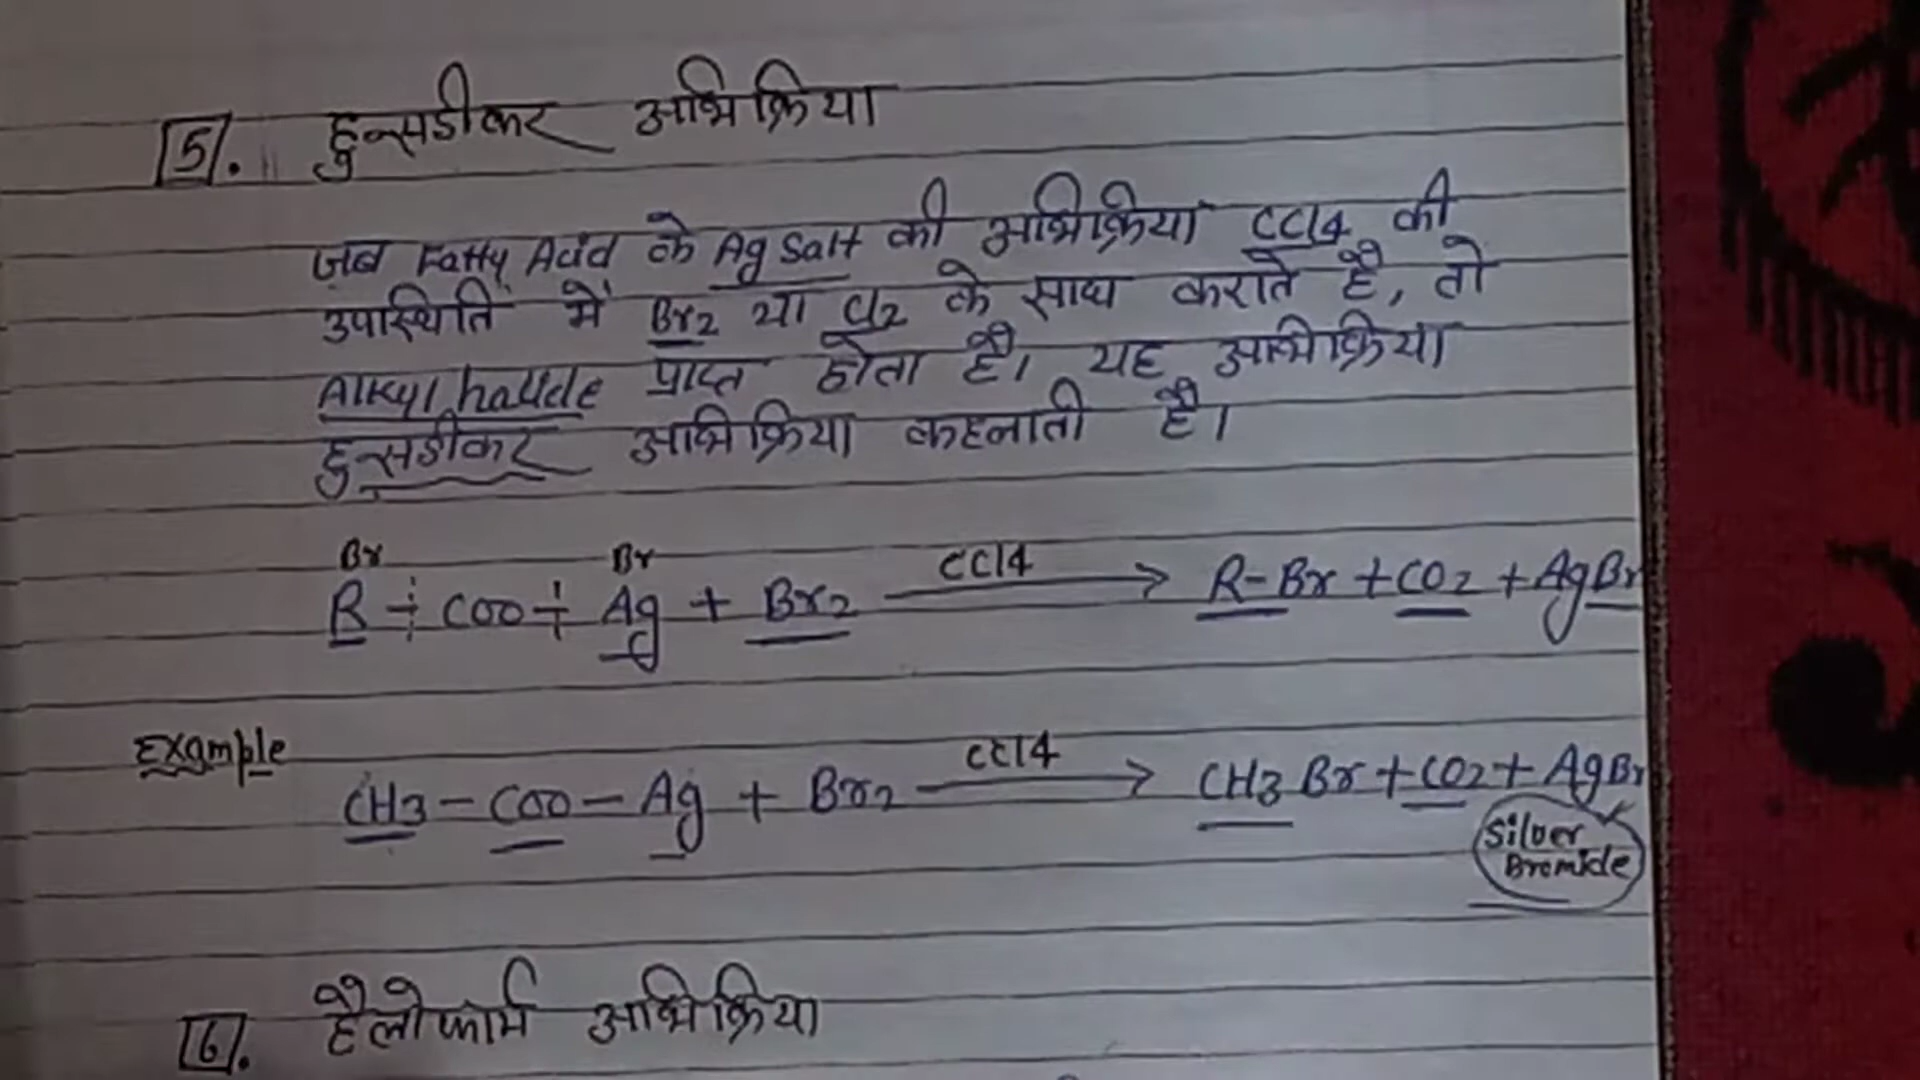 5. हुन्सडीकर अभिक्रिया
जब Fatty Acid के Ag salt की अभिक्रिया CCl4 की
उपस्थिति में Br2 या Cl2 के साथ कराते है, तो
Alkyl halide प्राप्त होता है। यह अभिक्रिया
हुन्सडीकर अभिक्रिया कहलाती है।
Br Br
R - COO - Ag + Br2 CCl4 → R-Br + CO2 + AgBr
Example
CH3 - COO - Ag + Br2 CCl4 → CH3 Br + CO2 + AgBr
Silver
Bromide
6. हैलोफॉर्म अभिक्रिया